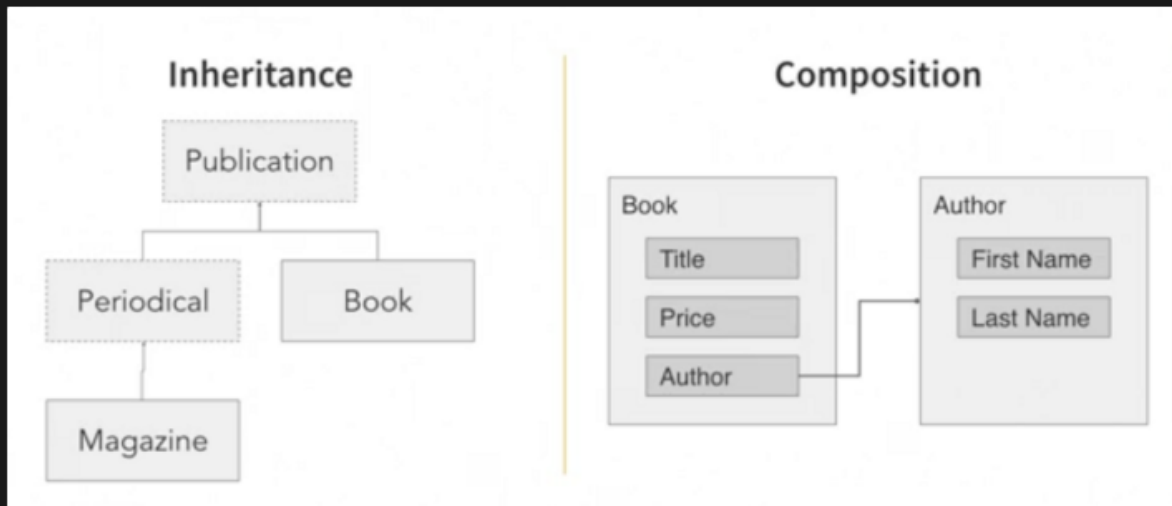 Inheritance
Publication
Periodical
Book
Magazine
Composition
Book
Title
Price
Author
Author
First Name
Last Name